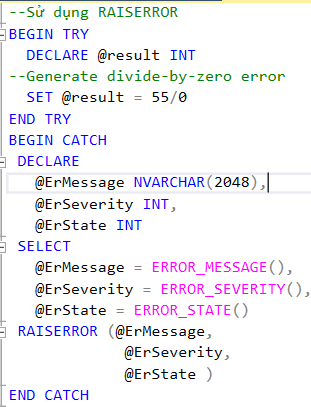 --Sử dụng RAISERROR
BEGIN TRY
DECLARE @result INT
--Generate divide-by-zero error
SET @result = 55/0
END TRY
BEGIN CATCH
DECLARE
@ErMessage NVARCHAR(2048),
@ErSeverity INT,
@ErState INT
SELECT
@ErMessage = ERROR_MESSAGE(),
@ErSeverity = ERROR_SEVERITY(),
@ErState = ERROR_STATE()
RAISERROR (@ErMessage,
@ErSeverity,
@ErState )
END CATCH